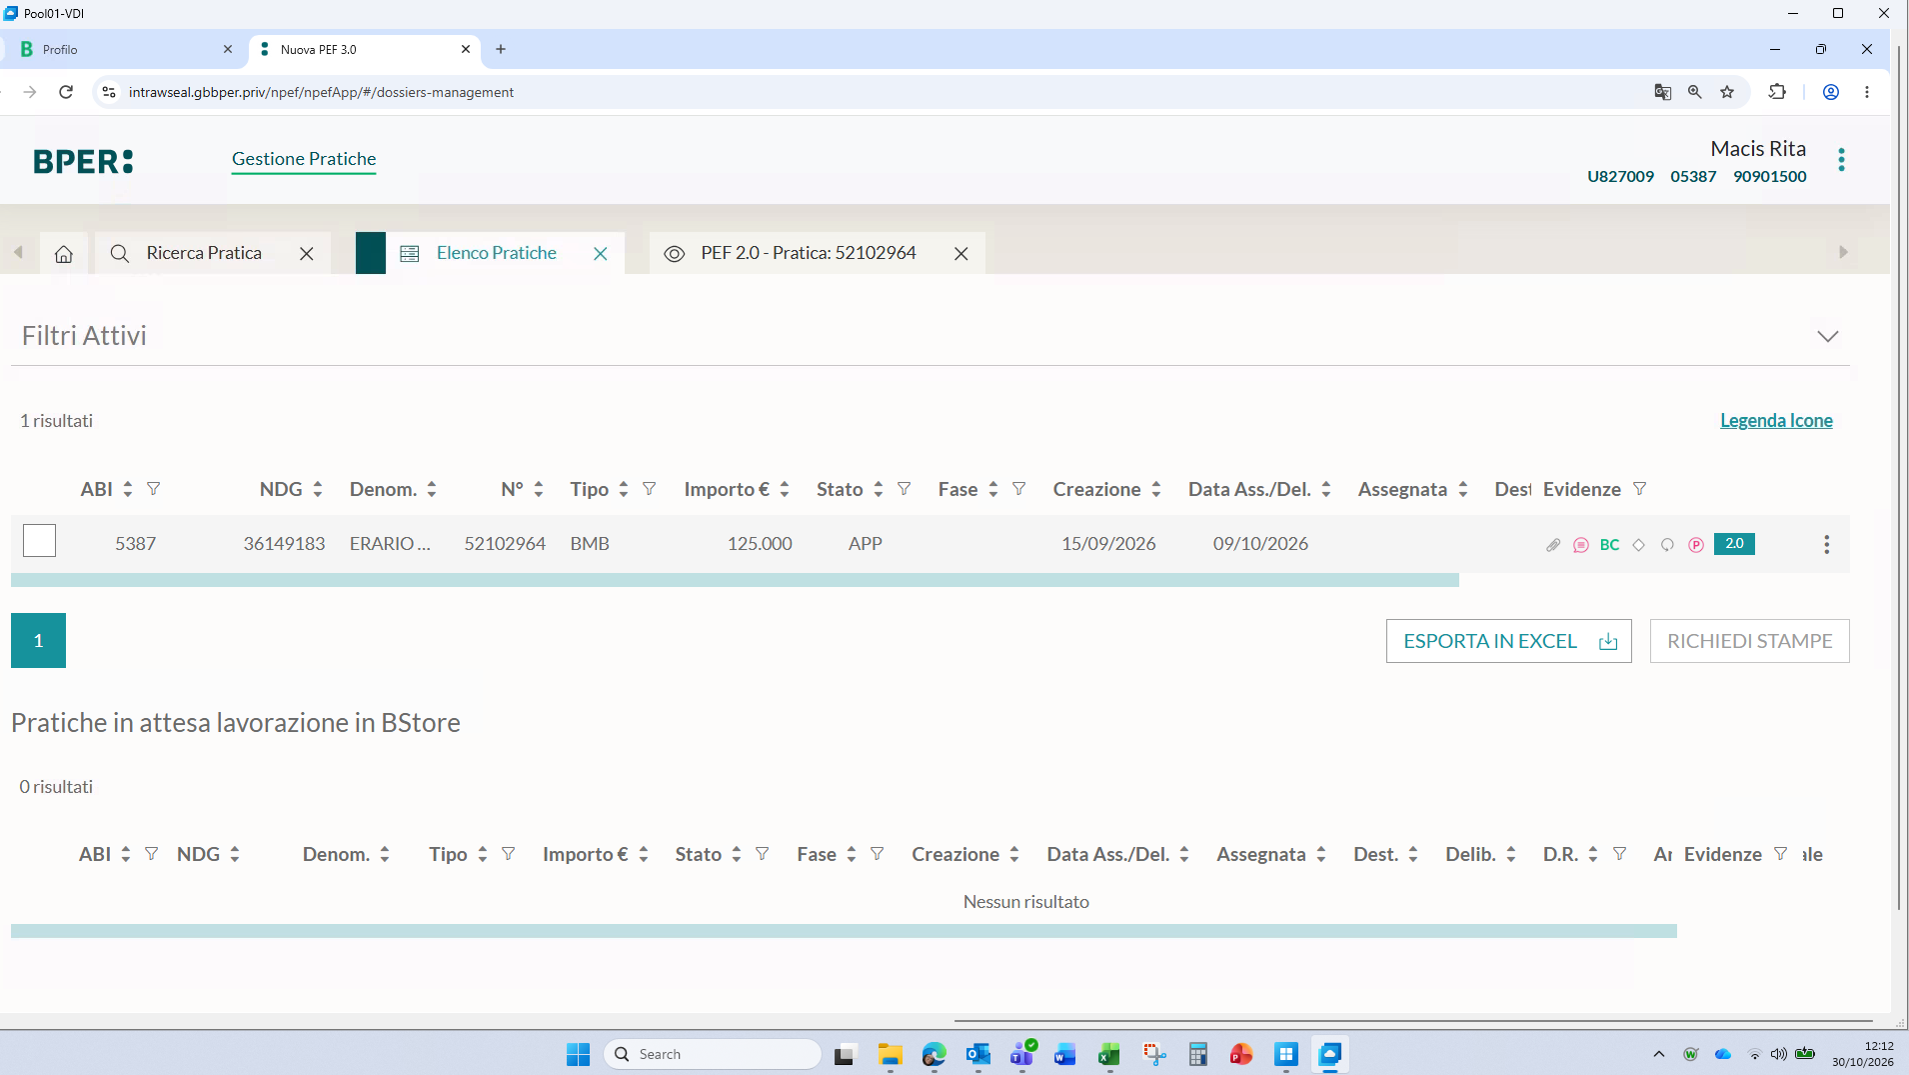 Pool01-VDI
Profilo
Nuova PEF 3.0
intrawseal.gbbper.priv/npef/npefApp/#/dossiers-management
BPER:
Gestione Pratiche
Macis Rita
U827009 05387 90901500
Ricerca Pratica
Elenco Pratiche
PEF 2.0 - Pratica: 52102964
Filtri Attivi
1 risultati
Legenda Icone
ABI NDG Denom. N° Tipo Importo € Stato Fase Creazione Data Ass./Del. Assegnata Dest Evidenze
5387 36149183 ERARIO ... 52102964 BMB 125.000 APP 15/09/2026 09/10/2026 BC P 2.0
1
ESPORTA IN EXCEL
RICHIEDI STAMPE
Pratiche in attesa lavorazione in BStore
0 risultati
ABI NDG Denom. Tipo Importo € Stato Fase Creazione Data Ass./Del. Assegnata Dest. Delib. D.R. Ar Evidenze ale
Nessun risultato
Search
12:12
30/10/2026